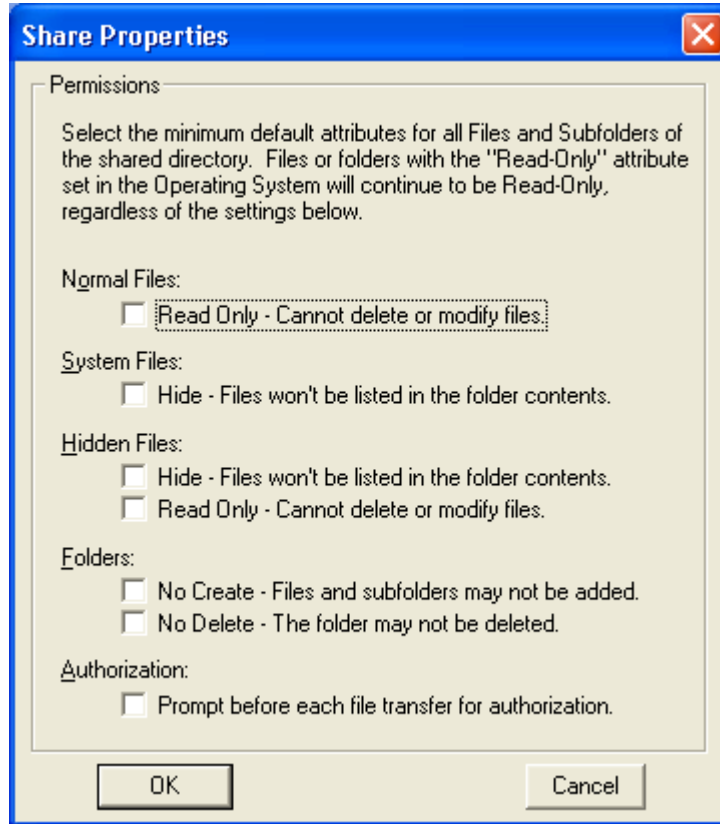 Share Properties
Permissions
Select the minimum default attributes for all Files and Subfolders of
the shared directory.  Files or folders with the "Read-Only" attribute
set in the Operating System will continue to be Read-Only,
regardless of the settings below.
Normal Files:
Read Only - Cannot delete or modify files.
System Files:
Hide - Files won't be listed in the folder contents.
Hidden Files:
Hide - Files won't be listed in the folder contents.
Read Only - Cannot delete or modify files.
Folders:
No Create - Files and subfolders may not be added.
No Delete - The folder may not be deleted.
Authorization:
Prompt before each file transfer for authorization.
OK
Cancel